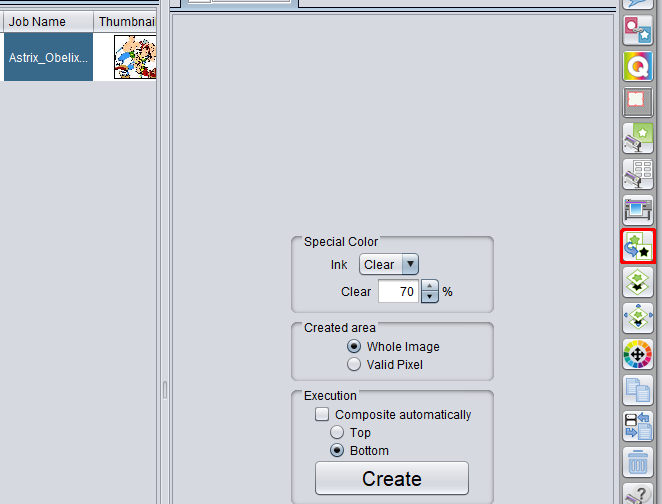 Job Name Thumbnai
Astrix_Obelix...
Special Color
Ink Clear
Clear 70 %
Created area
Whole Image
Valid Pixel
Execution
Composite automatically
Top
Bottom
Create